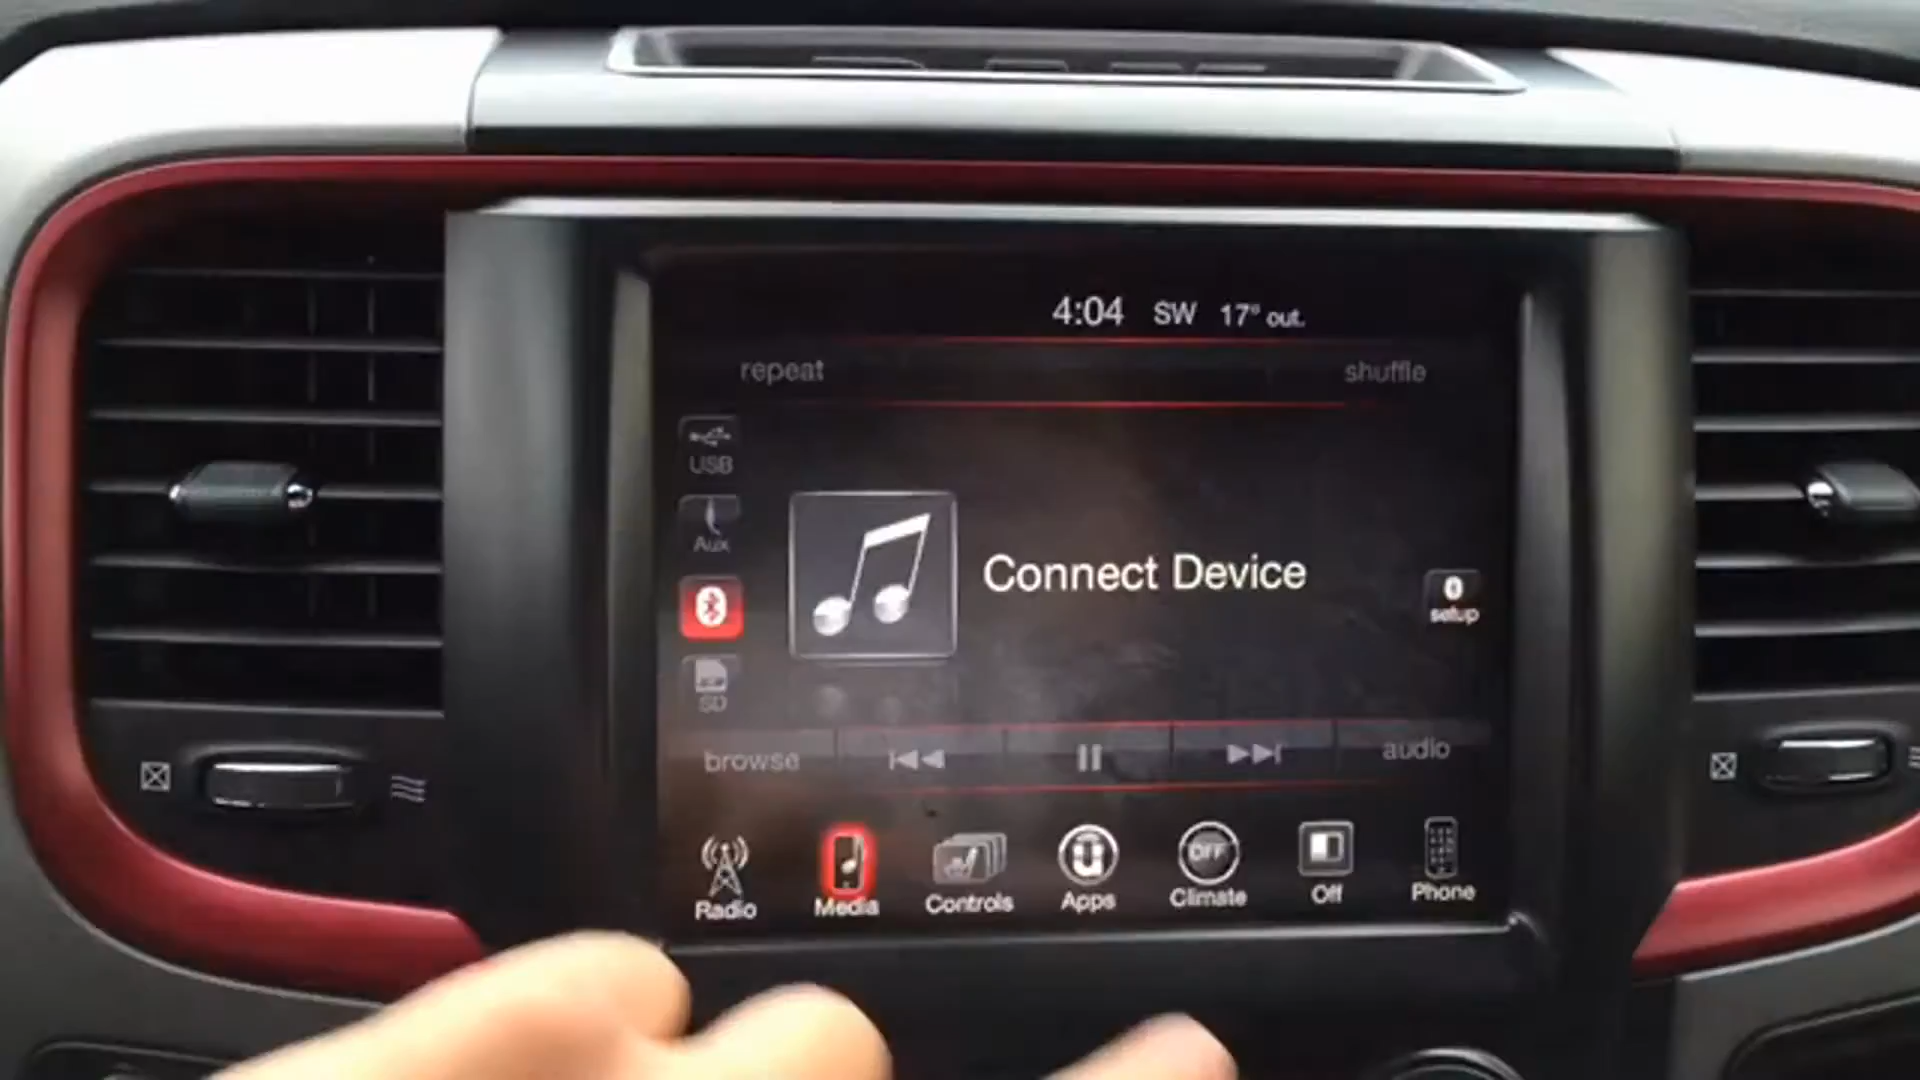 4:04 SW 17° out.
repeat shuffle
USB
Aux
Connect Device
setup
SD
browse audio
Radio Media Controls Apps OFF Climate Off Phone